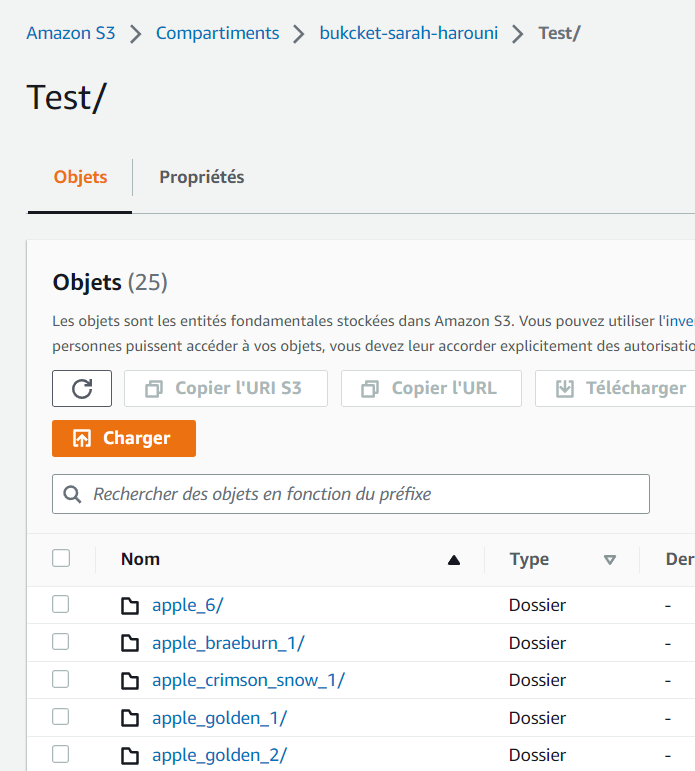 Amazon S3 > Compartiments > bukcket-sarah-harouni > Test/
Test/
Objets Propriétés
Objets (25)
Les objets sont les entités fondamentales stockées dans Amazon S3. Vous pouvez utiliser l'inve
personnes puissent accéder à vos objets, vous devez leur accorder explicitement des autorisatio
Copier l'URI S3 Copier l'URL Télécharger
Charger
Rechercher des objets en fonction du préfixe
Nom Type Der
apple_6/ Dossier -
apple_braeburn_1/ Dossier -
apple_crimson_snow_1/ Dossier -
apple_golden_1/ Dossier -
apple_golden_2/ Dossier -